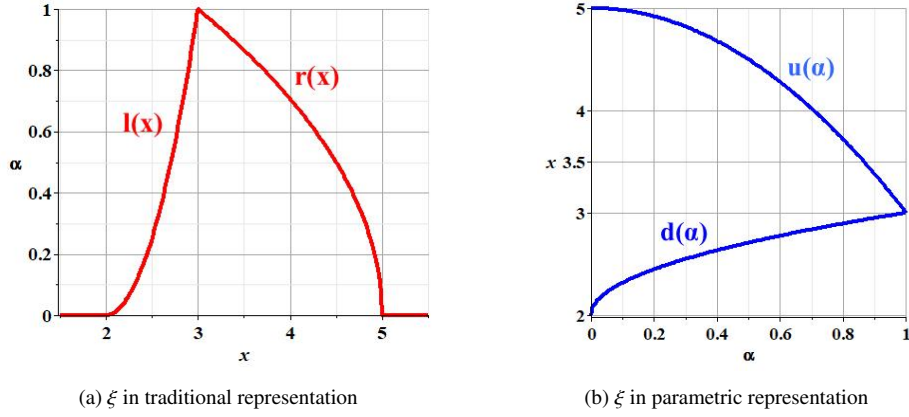 1
0.8
0.6
α
0.4
0.2
0
2
3
4
5
x
l(x)
r(x)
(a) ξ in traditional representation
5
4
x 3.5
3
2
0
0.2
0.4
0.6
0.8
1
α
u(α)
d(α)
(b) ξ in parametric representation